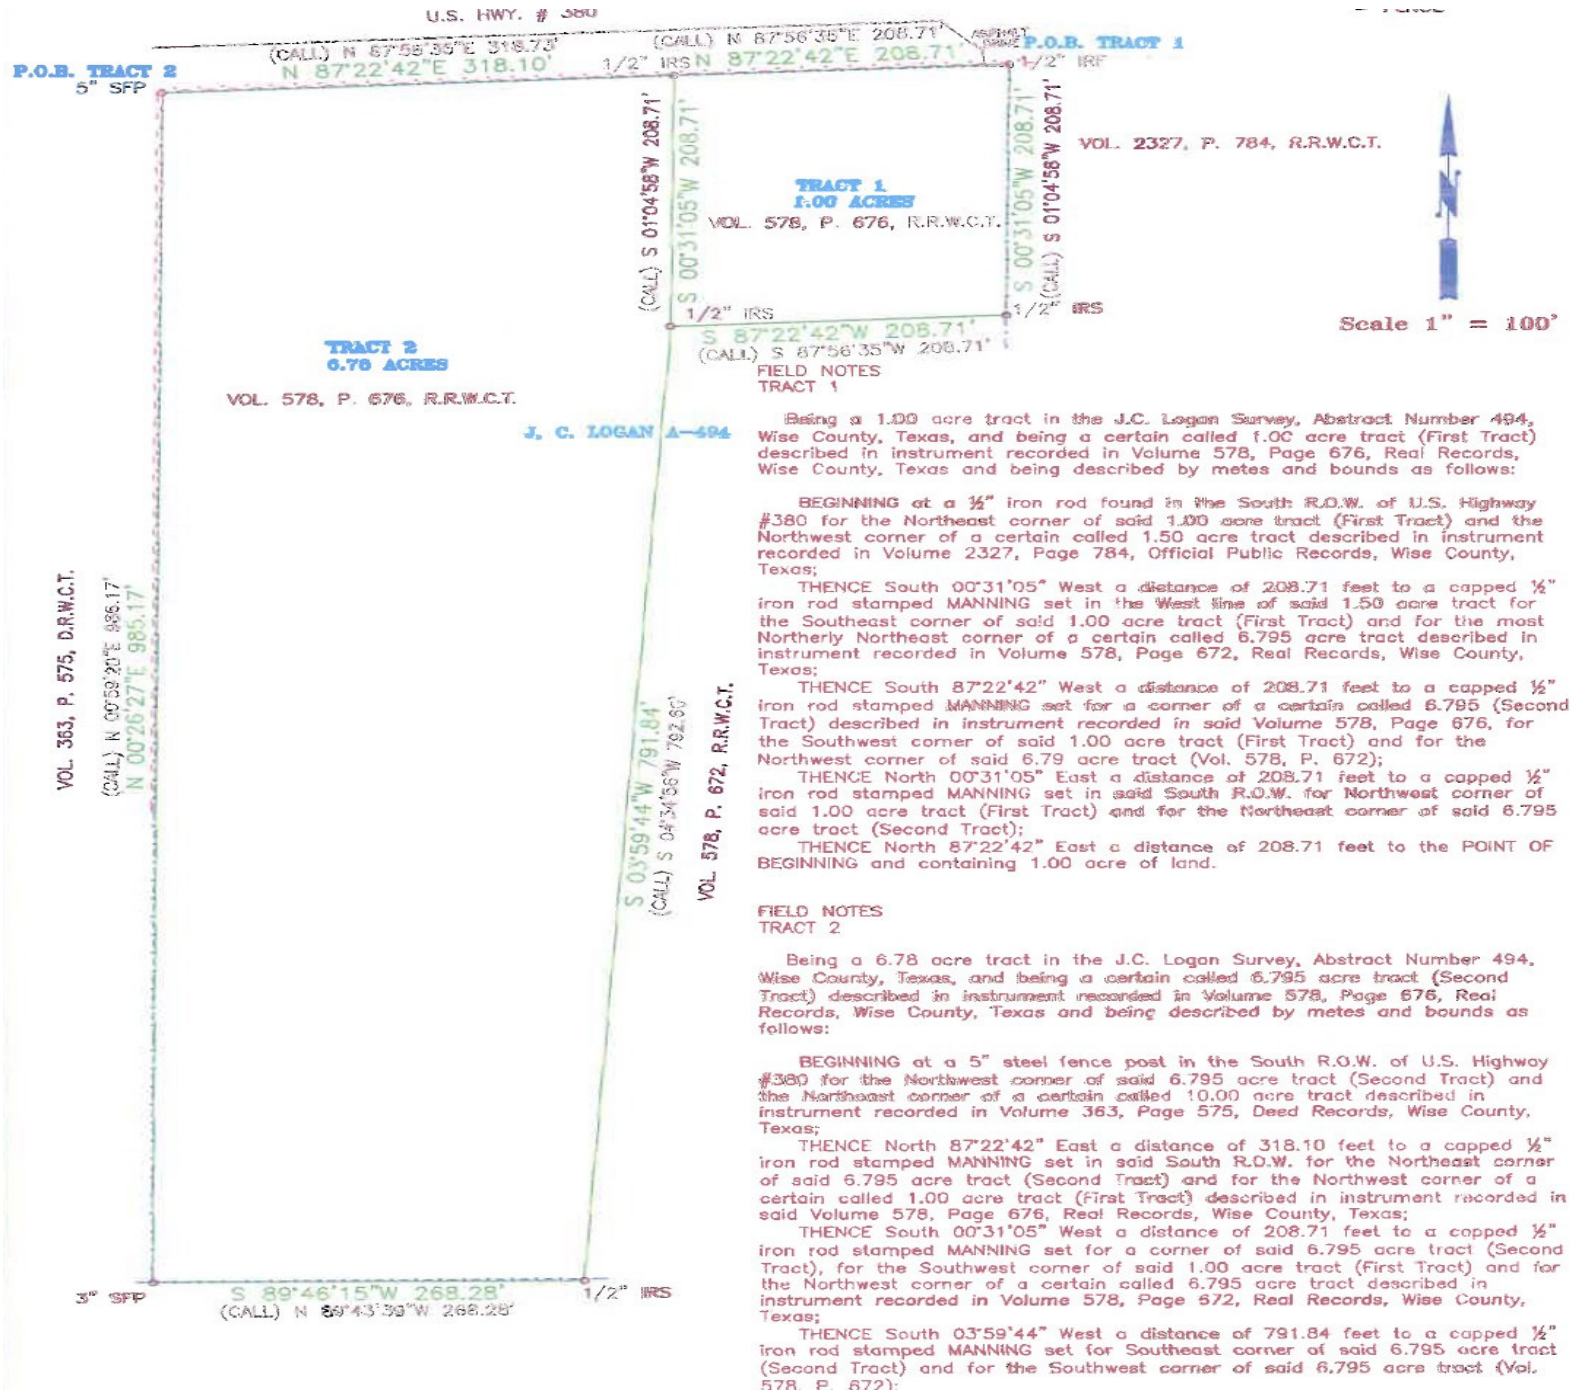 U.S. HWY. # 380
(CALL) N 87°56'35"E 318.73'
N 87°22'42"E 318.10'
(CALL) N 87°56'35"E 208.71'
1/2" IRS
N 87°22'42"E 208.71'
P.O.B. TRACT 1
1/2" IRF
P.O.B. TRACT 2
5" SFP
(CALL) S 01°04'58"W 208.71'
S 00°31'05"W 208.71'
S 00°31'05"W 208.71'
(CALL) S 01°04'58"W 208.71'
VOL. 2327, P. 784, R.R.W.C.T.
N
TRACT 1
1.00 ACRES
VOL. 578, P. 676, R.R.W.C.T.
1/2" IRS
1/2" IRS
S 87°22'42"W 208.71'
(CALL) S 87°56'35"W 208.71'
Scale 1" = 100'
TRACT 2
6.78 ACRES
VOL. 578, P. 676, R.R.W.C.T.
J. C. LOGAN A-494
VOL. 363, P. 575, D.R.W.C.T.
(CALL) N 00°59'20"E 986.17'
N 00°26'27"E 985.17'
S 03°59'44"W 791.84'
(CALL) S 04°34'56"W 792.60'
VOL. 578, P. 672, R.R.W.C.T.
3" SFP
S 89°46'15"W 268.28'
(CALL) N 89°43'39"W 268.28'
1/2" IRS
FIELD NOTES
TRACT 1
Being a 1.00 acre tract in the J.C. Logan Survey, Abstract Number 494,
Wise County, Texas, and being a certain called 1.00 acre tract (First Tract)
described in instrument recorded in Volume 578, Page 676, Real Records,
Wise County, Texas and being described by metes and bounds as follows:
BEGINNING at a ½" iron rod found in the South R.O.W. of U.S. Highway
#380 for the Northeast corner of said 1.00 acre tract (First Tract) and the
Northwest corner of a certain called 1.50 acre tract described in instrument
recorded in Volume 2327, Page 784, Official Public Records, Wise County,
Texas;
THENCE South 00°31'05" West a distance of 208.71 feet to a capped ½"
iron rod stamped MANNING set in the West line of said 1.50 acre tract for
the Southeast corner of said 1.00 acre tract (First Tract) and for the most
Northerly Northeast corner of a certain called 6.795 acre tract described in
instrument recorded in Volume 578, Page 672, Real Records, Wise County,
Texas;
THENCE South 87°22'42" West a distance of 208.71 feet to a capped ½"
iron rod stamped MANNING set for a corner of a certain called 6.795 (Second
Tract) described in instrument recorded in said Volume 578, Page 676, for
the Southwest corner of said 1.00 acre tract (First Tract) and for the
Northwest corner of said 6.79 acre tract (Vol. 578, P. 672);
THENCE North 00°31'05" East a distance of 208.71 feet to a capped ½"
iron rod stamped MANNING set in said South R.O.W. for Northwest corner of
said 1.00 acre tract (First Tract) and for the Northeast corner of said 6.795
acre tract (Second Tract);
THENCE North 87°22'42" East a distance of 208.71 feet to the POINT OF
BEGINNING and containing 1.00 acre of land.
FIELD NOTES
TRACT 2
Being a 6.78 acre tract in the J.C. Logan Survey, Abstract Number 494,
Wise County, Texas, and being a certain called 6.795 acre tract (Second
Tract) described in instrument recorded in Volume 578, Page 676, Real
Records, Wise County, Texas and being described by metes and bounds as
follows:
BEGINNING at a 5" steel fence post in the South R.O.W. of U.S. Highway
#380 for the Northwest corner of said 6.795 acre tract (Second Tract) and
the Northeast corner of a certain called 10.00 acre tract described in
instrument recorded in Volume 363, Page 575, Deed Records, Wise County,
Texas;
THENCE North 87°22'42" East a distance of 318.10 feet to a capped ½"
iron rod stamped MANNING set in said South R.O.W. for the Northeast corner
of said 6.795 acre tract (Second Tract) and for the Northwest corner of a
certain called 1.00 acre tract (First Tract) described in instrument recorded in
said Volume 578, Page 676, Real Records, Wise County, Texas;
THENCE South 00°31'05" West a distance of 208.71 feet to a capped ½"
iron rod stamped MANNING set for a corner of said 6.795 acre tract (Second
Tract), for the Southwest corner of said 1.00 acre tract (First Tract) and for
the Northwest corner of a certain called 6.795 acre tract described in
instrument recorded in Volume 578, Page 672, Real Records, Wise County,
Texas;
THENCE South 03°59'44" West a distance of 791.84 feet to a capped ½"
iron rod stamped MANNING set for Southeast corner of said 6.795 acre tract
(Second Tract) and for the Southwest corner of said 6.795 acre tract (Vol.
578, P. 672);